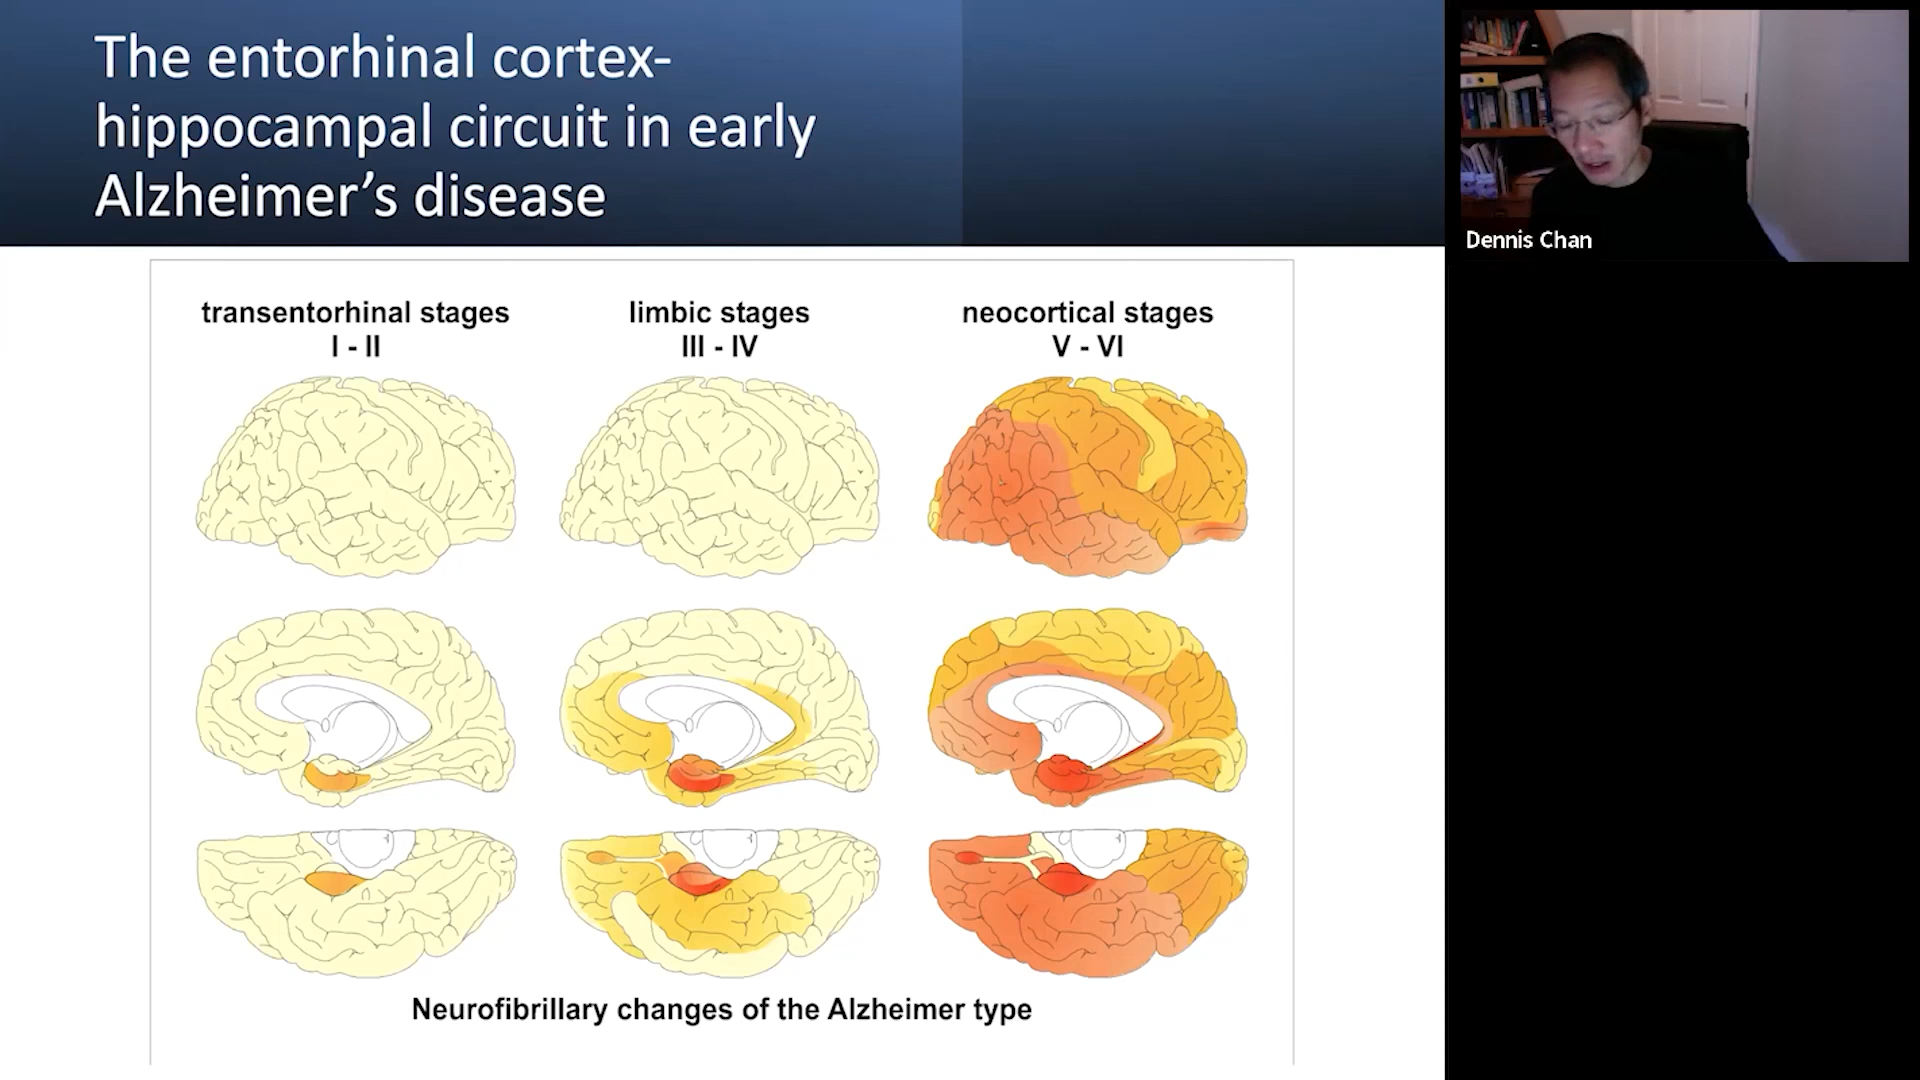 The entorhinal cortex-
hippocampal circuit in early
Alzheimer’s disease
transentorhinal stages
I - II
limbic stages
III - IV
neocortical stages
V - VI
Neurofibrillary changes of the Alzheimer type
Dennis Chan